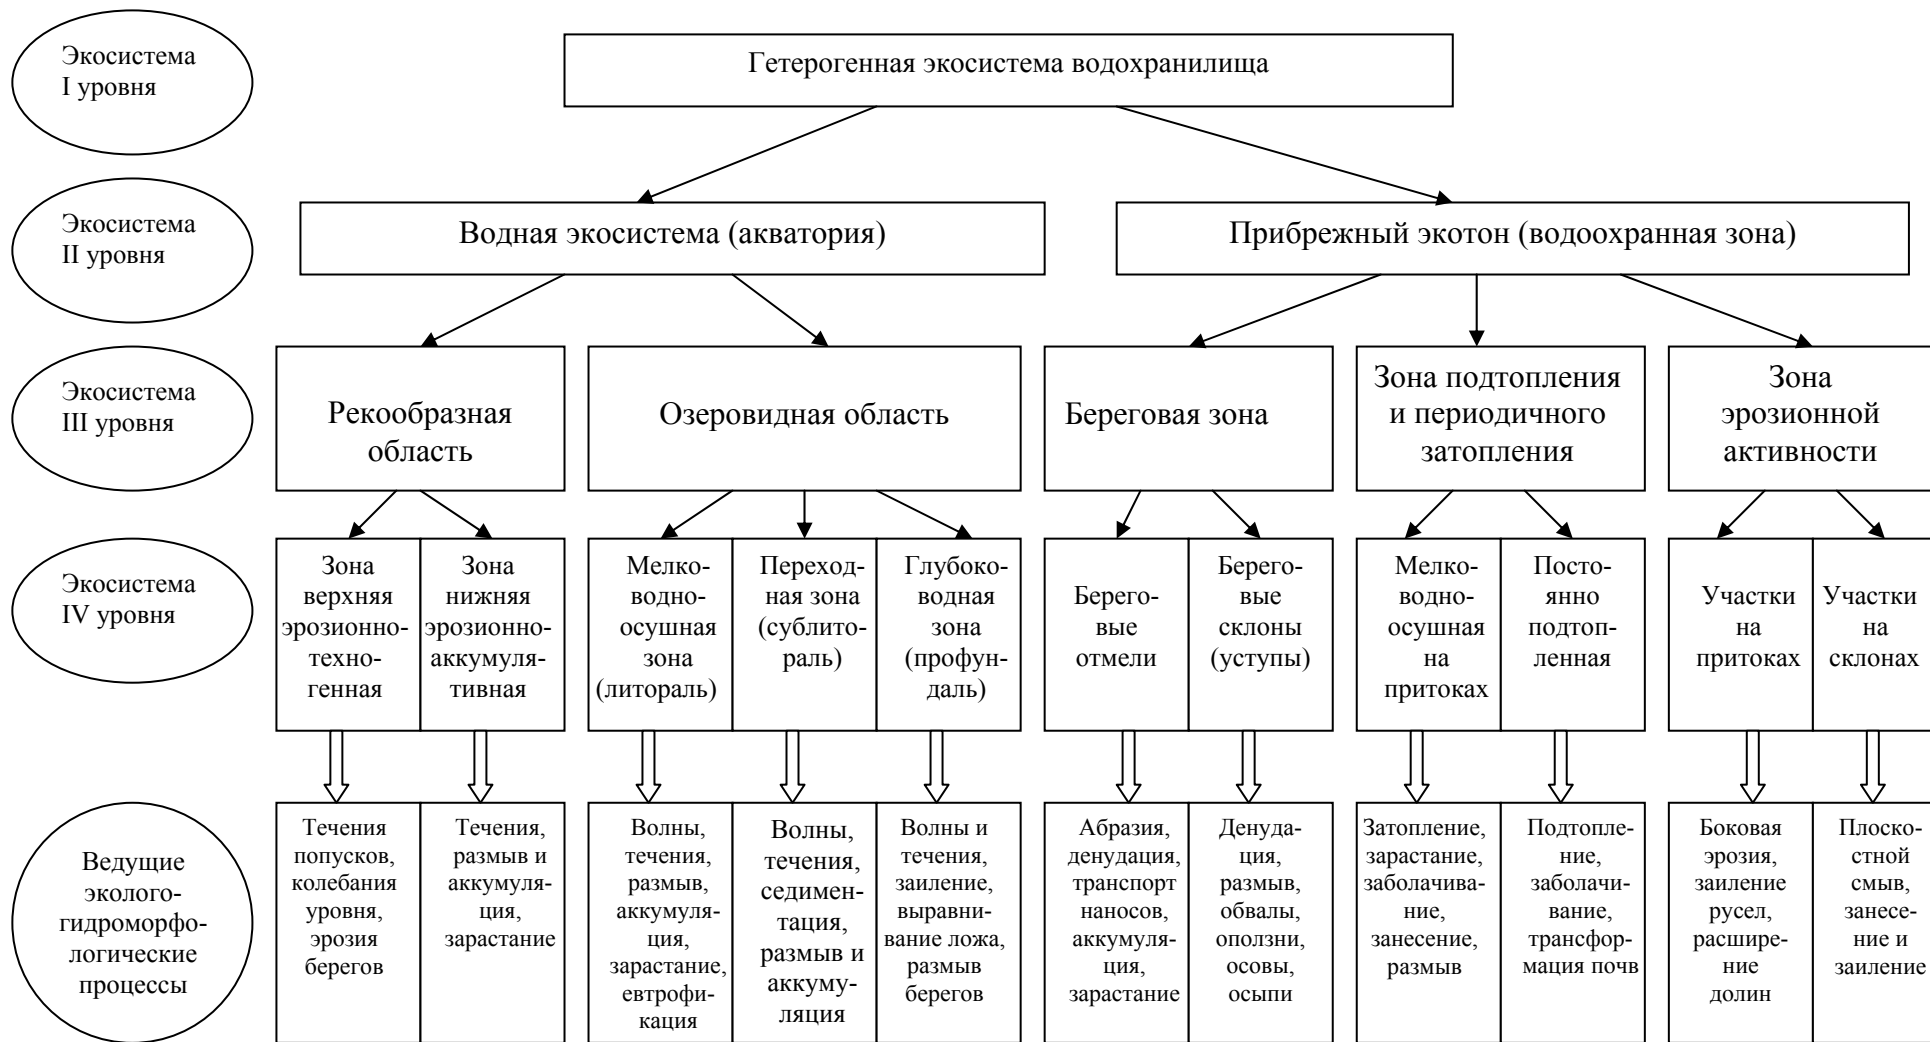 Экосистема
I уровня
Гетерогенная экосистема водохранилища
Экосистема
II уровня
Водная экосистема (акватория)
Прибрежный экотон (водоохранная зона)
Экосистема
III уровня
Рекообразная
область
Озеровидная область
Береговая зона
Зона подтопления
и периодичного
затопления
Зона
эрозионной
активности
Экосистема
IV уровня
Зона
верхняя
эрозионно-
техно-
генная
Зона
нижняя
эрозионно-
аккумуля-
тивная
Мелко-
водно-
осушная
зона
(литораль)
Переход-
ная зона
(сублито-
раль)
Глубоко-
водная
зона
(профун-
даль)
Берего-
вые
отмели
Берего-
вые
склоны
(уступы)
Мелко-
водно-
осушная
на
притоках
Посто-
янно
подтоп-
ленная
Участки
на
притоках
Участки
на
склонах
Ведущие
эколого-
гидроморфо-
логические
процессы
Течения
попусков,
колебания
уровня,
эрозия
берегов
Течения,
размыв и
аккумуля-
ция,
зарастание
Волны,
течения,
размыв,
аккумуля-
ция,
зарастание,
евтрофи-
кация
Волны,
течения,
седимен-
тация,
размыв и
аккуму-
ляция
Волны и
течения,
заиление,
выравни-
вание ложа,
размыв
берегов
Абразия,
денудация,
транспорт
наносов,
аккумуля-
ция,
зарастание
Денуда-
ция,
размыв,
обвалы,
оползни,
осовы,
осыпи
Затопление,
зарастание,
заболачива-
ние,
занесение,
размыв
Подтопле-
ние,
заболачи-
вание,
трансфор-
мация почв
Боковая
эрозия,
заиление
русел,
расшире-
ние
долин
Плоско-
стной
смыв,
занесе-
ние и
заиление